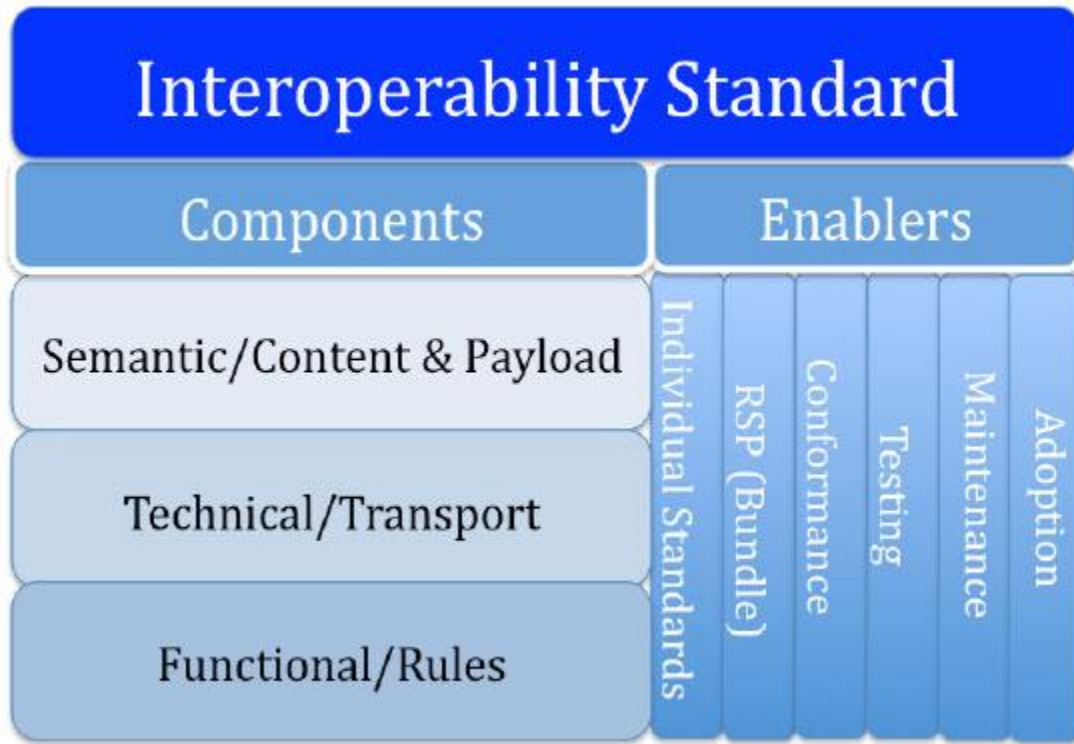 Interoperability Standard
Components
Enablers
Semantic/Content & Payload
Technical/Transport
Functional/Rules
Individual Standards
RSP (Bundle)
Conformance
Testing
Maintenance
Adoption